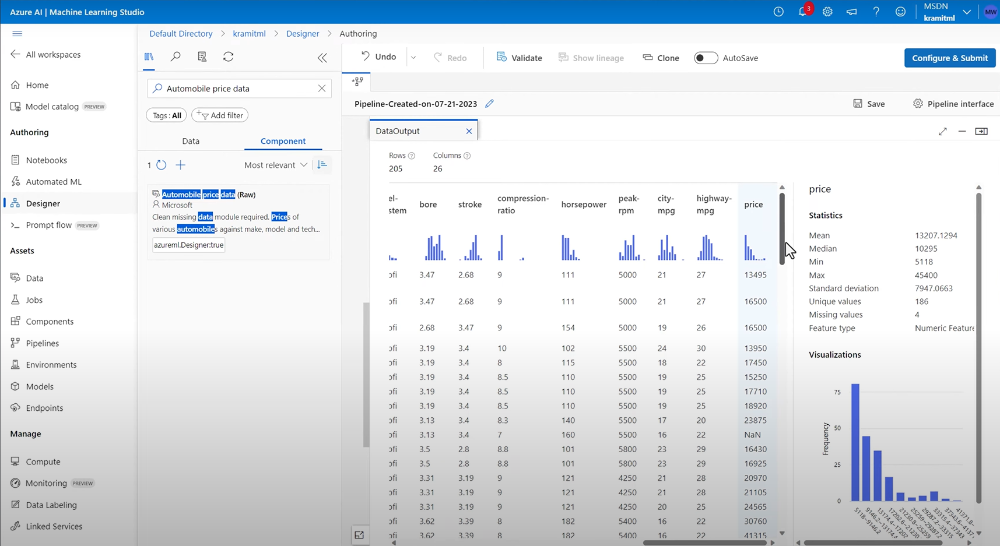 Azure AI | Machine Learning Studio
3
MSDN
kramitml
MW
All workspaces
Home
Model catalog PREVIEW
Authoring
Notebooks
Automated ML
Designer
Prompt flow PREVIEW
Assets
Data
Jobs
Components
Pipelines
Environments
Models
Endpoints
Manage
Compute
Monitoring PREVIEW
Data Labeling
Linked Services
Default Directory > kramitml > Designer > Authoring
Automobile price data
Tags : All
Add filter
Data
Component
1
Most relevant
Automobile price data (Raw)
Microsoft
Clean missing data module required. Prices of
various automobiles against make, model and tech...
azureml.Designer:true
Undo
Redo
Validate
Show lineage
Clone
AutoSave
Configure & Submit
Pipeline-Created-on-07-21-2023
Save
Pipeline interface
DataOutput
Rows
Columns
205
26
el-stem bore stroke compression-ratio horsepower peak-rpm city-mpg highway-mpg price
ofi 3.47 2.68 9 111 5000 21 27 13495
ofi 3.47 2.68 9 111 5000 21 27 16500
ofi 2.68 3.47 9 154 5000 19 26 16500
ofi 3.19 3.4 10 102 5500 24 30 13950
ofi 3.19 3.4 8 115 5500 18 22 17450
ofi 3.19 3.4 8.5 110 5500 19 25 15250
ofi 3.19 3.4 8.5 110 5500 19 25 17710
ofi 3.19 3.4 8.5 110 5500 19 25 18920
ofi 3.13 3.4 8.3 140 5500 17 20 23875
ofi 3.13 3.4 7 160 5500 16 22 NaN
ofi 3.5 2.8 8.8 101 5800 23 29 16430
ofi 3.5 2.8 8.8 101 5800 23 29 16925
ofi 3.31 3.19 9 121 4250 21 28 20970
ofi 3.31 3.19 9 121 4250 21 28 21105
ofi 3.31 3.19 9 121 4250 20 25 24565
ofi 3.62 3.39 8 182 5400 16 22 30760
ofi 3.62 3.39 8 182 5400 16 22 41315
price
Statistics
Mean 13207.1294
Median 10295
Min 5118
Max 45400
Standard deviation 7947.0663
Unique values 186
Missing values 4
Feature type Numeric Feature
Visualizations
Frequency
75
50
25
0
5118~9146.2
9146.2~13174.4
13174.4~17202
17202.6~21230
21230.8~25259
25259~29287.2
29287.2~33315
33315.4~37343
37343.6~4137
41371.8~